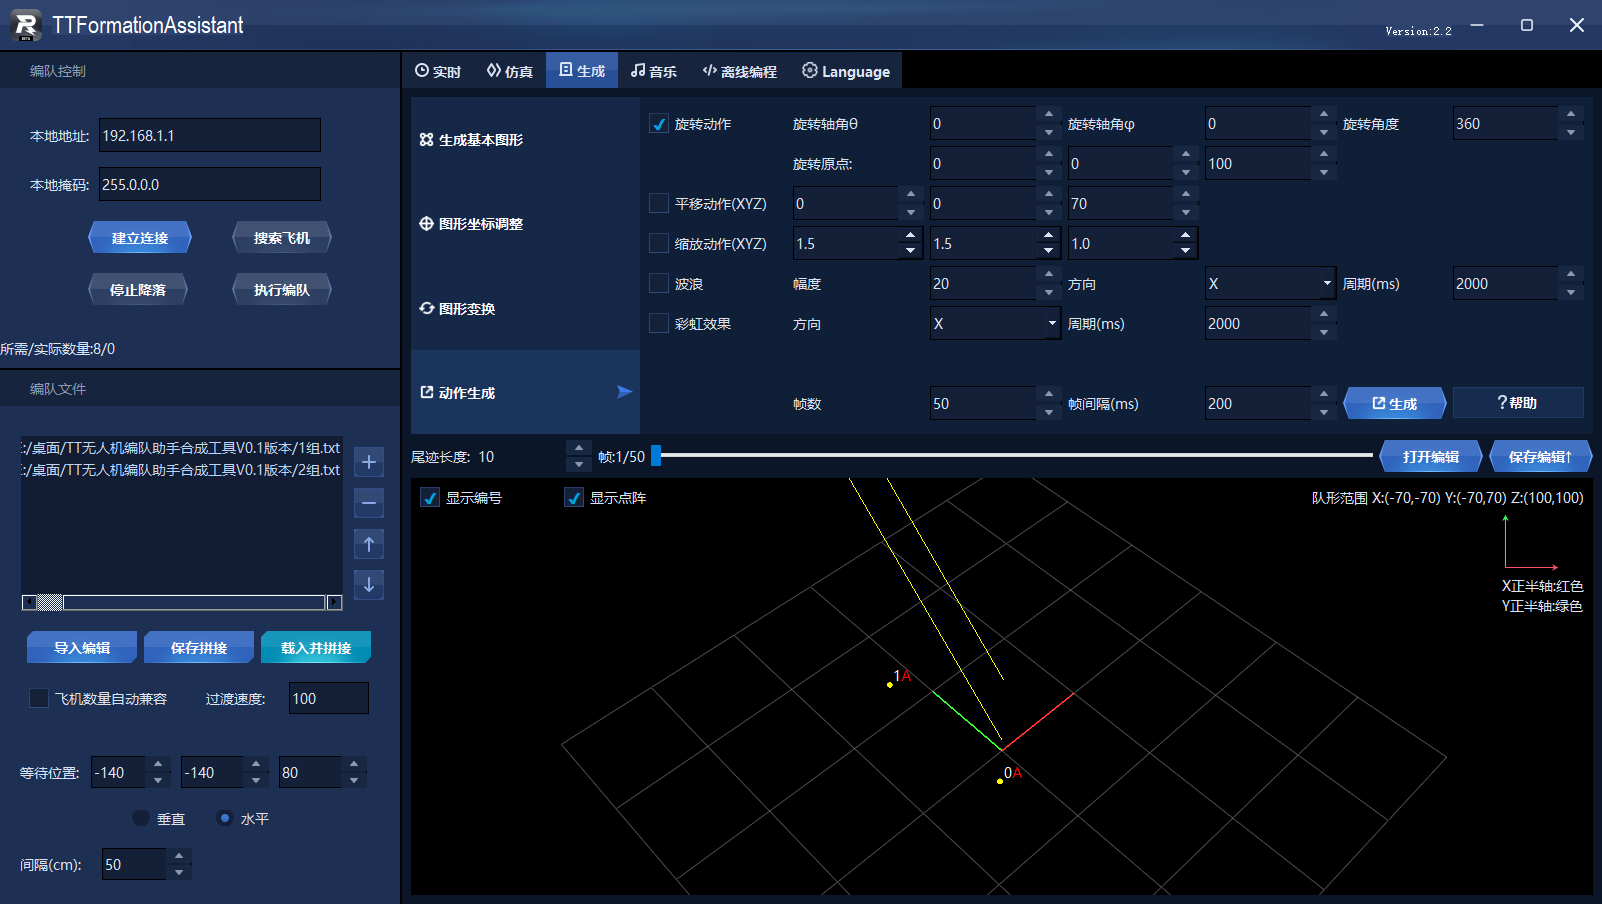 TTFormationAssistant
Version:2.2
编队控制
本地地址: 192.168.1.1
本地掩码: 255.0.0.0
建立连接 搜索飞机
停止降落 执行编队
所需/实际数量:8/0
编队文件
:/桌面/TT无人机编队助手合成工具V0.1版本/1组.txt
:/桌面/TT无人机编队助手合成工具V0.1版本/2组.txt
导入编辑 保存拼接 载入并拼接
飞机数量自动兼容 过渡速度: 100
等待位置: -140 -140 80
垂直 水平
间隔(cm): 50
实时 仿真 生成 音乐 离线编程 Language
生成基本图形
图形坐标调整
图形变换
动作生成
旋转动作 旋转轴角θ 0 旋转轴角φ 0 旋转角度 360
旋转原点: 0 0 100
平移动作(XYZ) 0 0 70
缩放动作(XYZ) 1.5 1.5 1.0
波浪 幅度 20 方向 X 周期(ms) 2000
彩虹效果 方向 X 周期(ms) 2000
帧数 50 帧间隔(ms) 200 生成 ?帮助
尾迹长度: 10 帧:1/50 打开编辑 保存编辑↑
显示编号 显示点阵 队形范围 X:(-70,-70) Y:(-70,70) Z:(100,100)
X正半轴:红色
Y正半轴:绿色
1A
0A